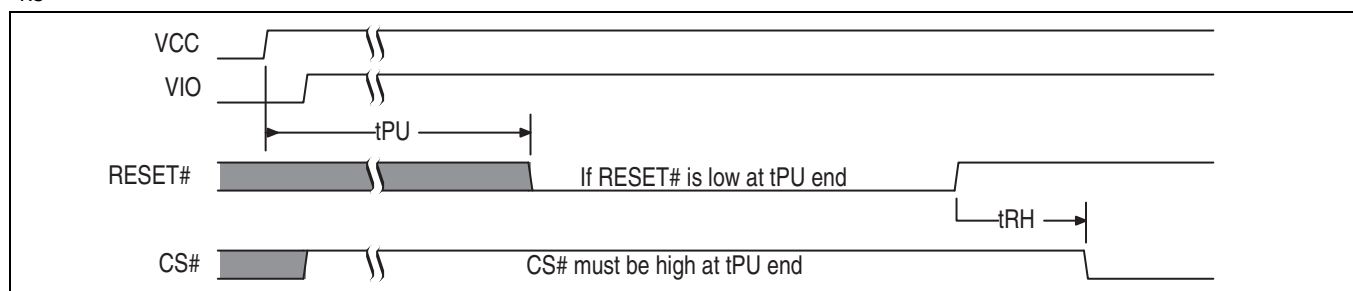 VCC
VIO
tPU
RESET#
If RESET# is low at tPU end
tRH
CS#
CS# must be high at tPU end